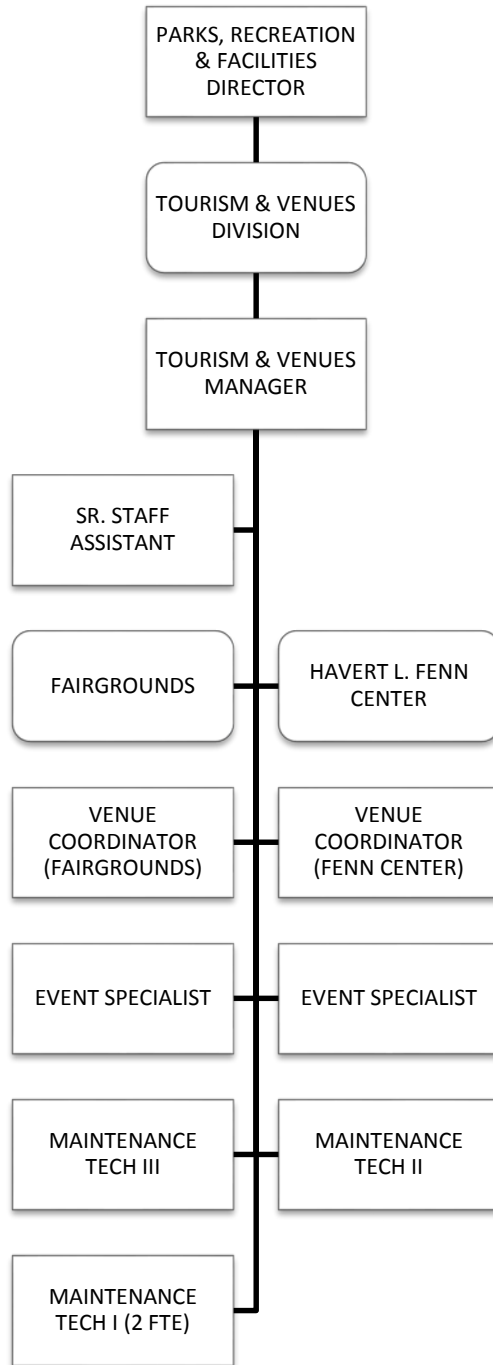 PARKS, RECREATION
& FACILITIES
DIRECTOR
TOURISM & VENUES
DIVISION
TOURISM & VENUES
MANAGER
SR. STAFF
ASSISTANT
FAIRGROUNDS
HAVERT L. FENN
CENTER
VENUE
COORDINATOR
(FAIRGROUNDS)
VENUE
COORDINATOR
(FENN CENTER)
EVENT SPECIALIST
EVENT SPECIALIST
MAINTENANCE
TECH III
MAINTENANCE
TECH II
MAINTENANCE
TECH I (2 FTE)